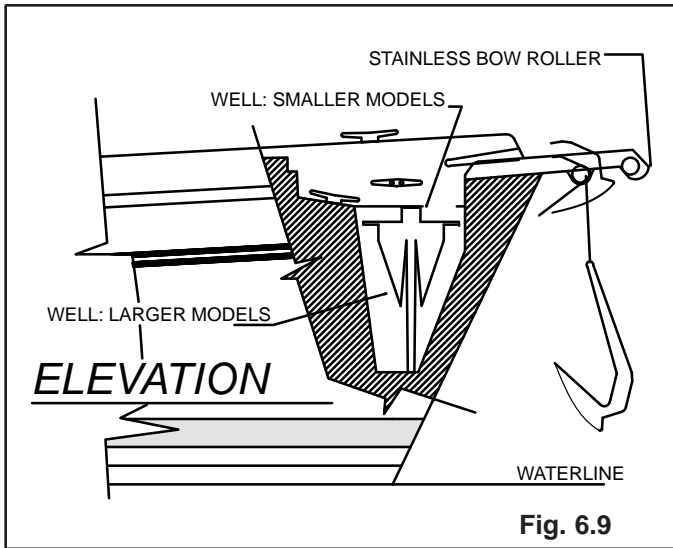 STAINLESS BOW ROLLER
WELL: SMALLER MODELS
WELL: LARGER MODELS
ELEVATION
WATERLINE
Fig. 6.9